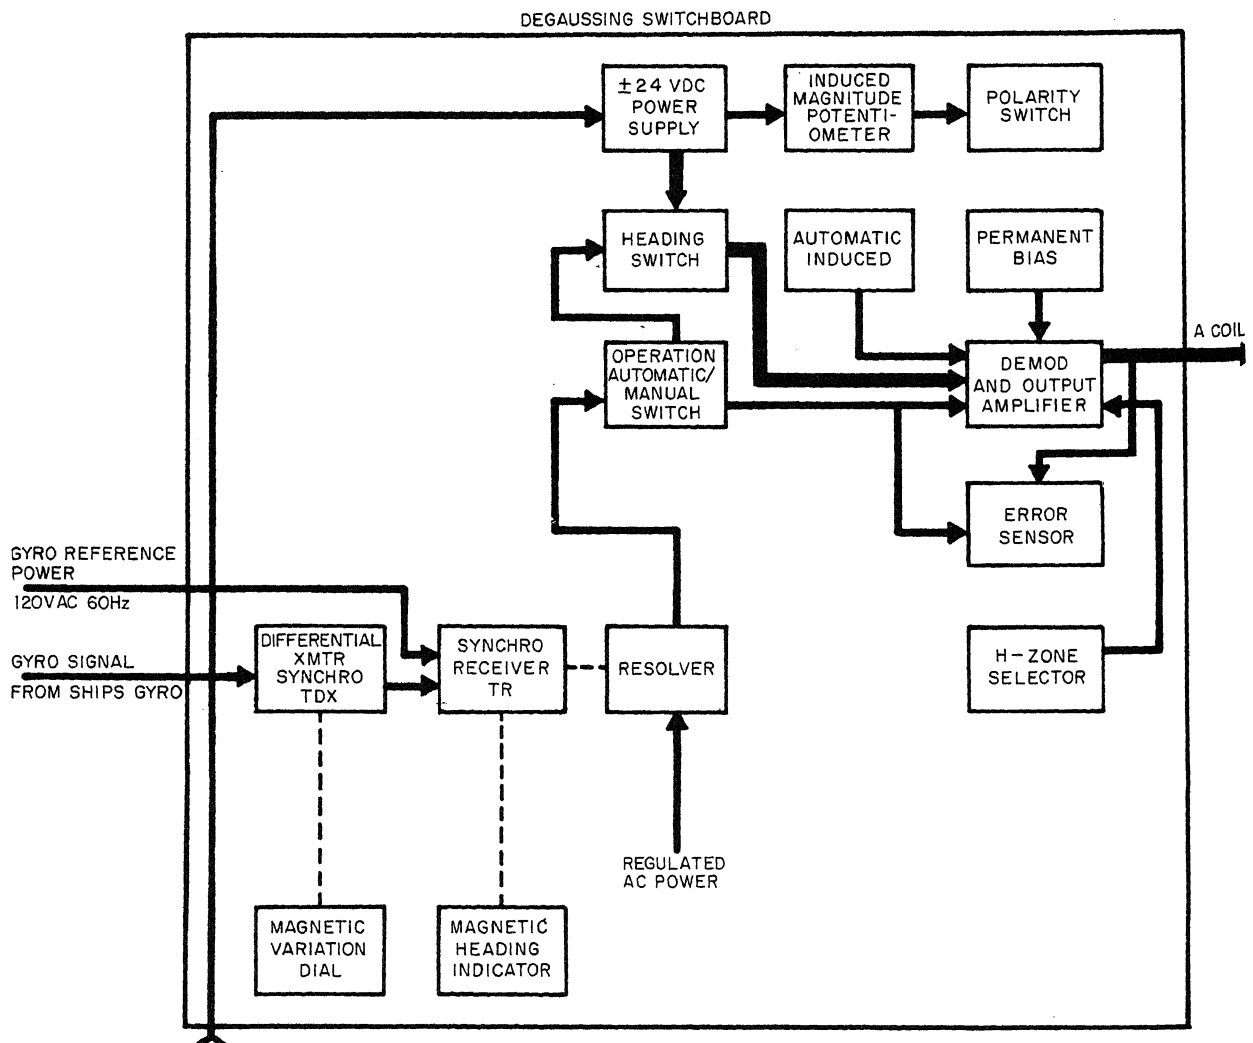 DEGAUSSING SWITCHBOARD
±24 VDC
POWER
SUPPLY
INDUCED
MAGNITUDE
POTENTI-
OMETER
POLARITY
SWITCH
HEADING
SWITCH
AUTOMATIC
INDUCED
PERMANENT
BIAS
A COIL
OPERATION
AUTOMATIC/
MANUAL
SWITCH
DEMOD
AND OUTPUT
AMPLIFIER
ERROR
SENSOR
GYRO REFERENCE
POWER
120VAC 60Hz
GYRO SIGNAL
FROM SHIPS GYRO
DIFFERENTIAL
XMTR
SYNCHRO
TDX
SYNCHRO
RECEIVER
TR
RESOLVER
H-ZONE
SELECTOR
REGULATED
AC POWER
MAGNETIC
VARIATION
DIAL
MAGNETIC
HEADING
INDICATOR